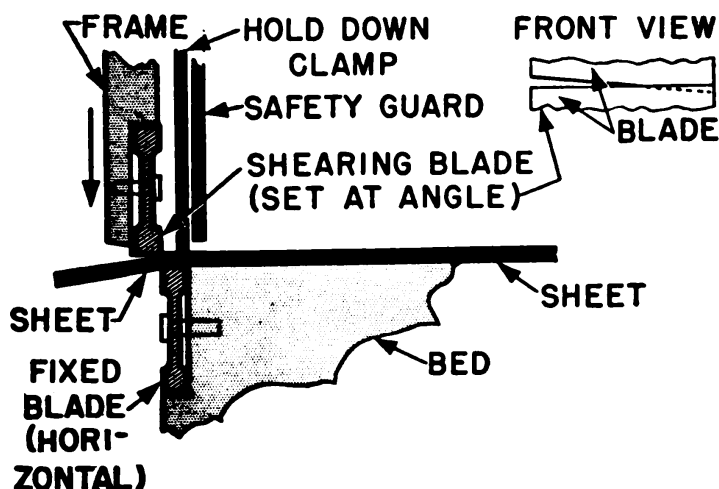 FRAME
HOLD DOWN
CLAMP
SAFETY GUARD
FRONT VIEW
BLADE
SHEARING BLADE
(SET AT ANGLE)
SHEET
SHEET
BED
FIXED
BLADE
(HORI-
ZONTAL)